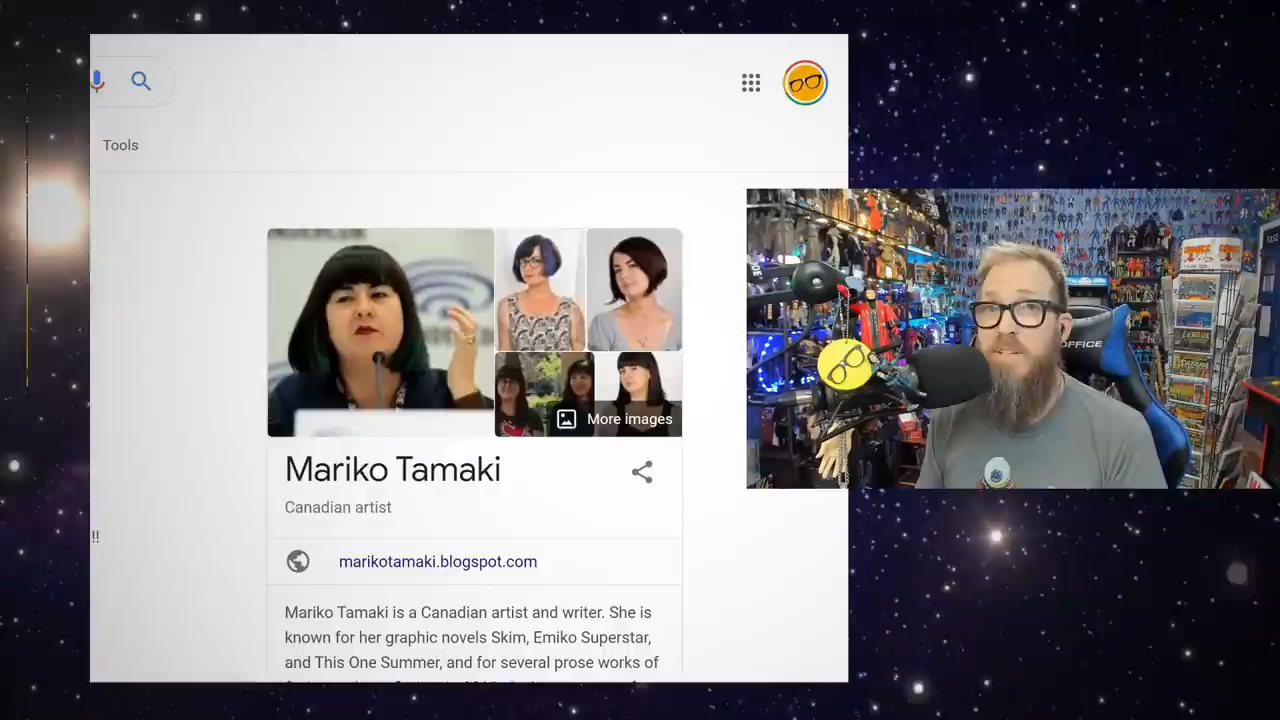 Tools
More images
Mariko Tamaki
Canadian artist
!!
marikotamaki.blogspot.com
Mariko Tamaki is a Canadian artist and writer. She is
known for her graphic novels Skim, Emiko Superstar,
and This One Summer, and for several prose works of
OFFICE